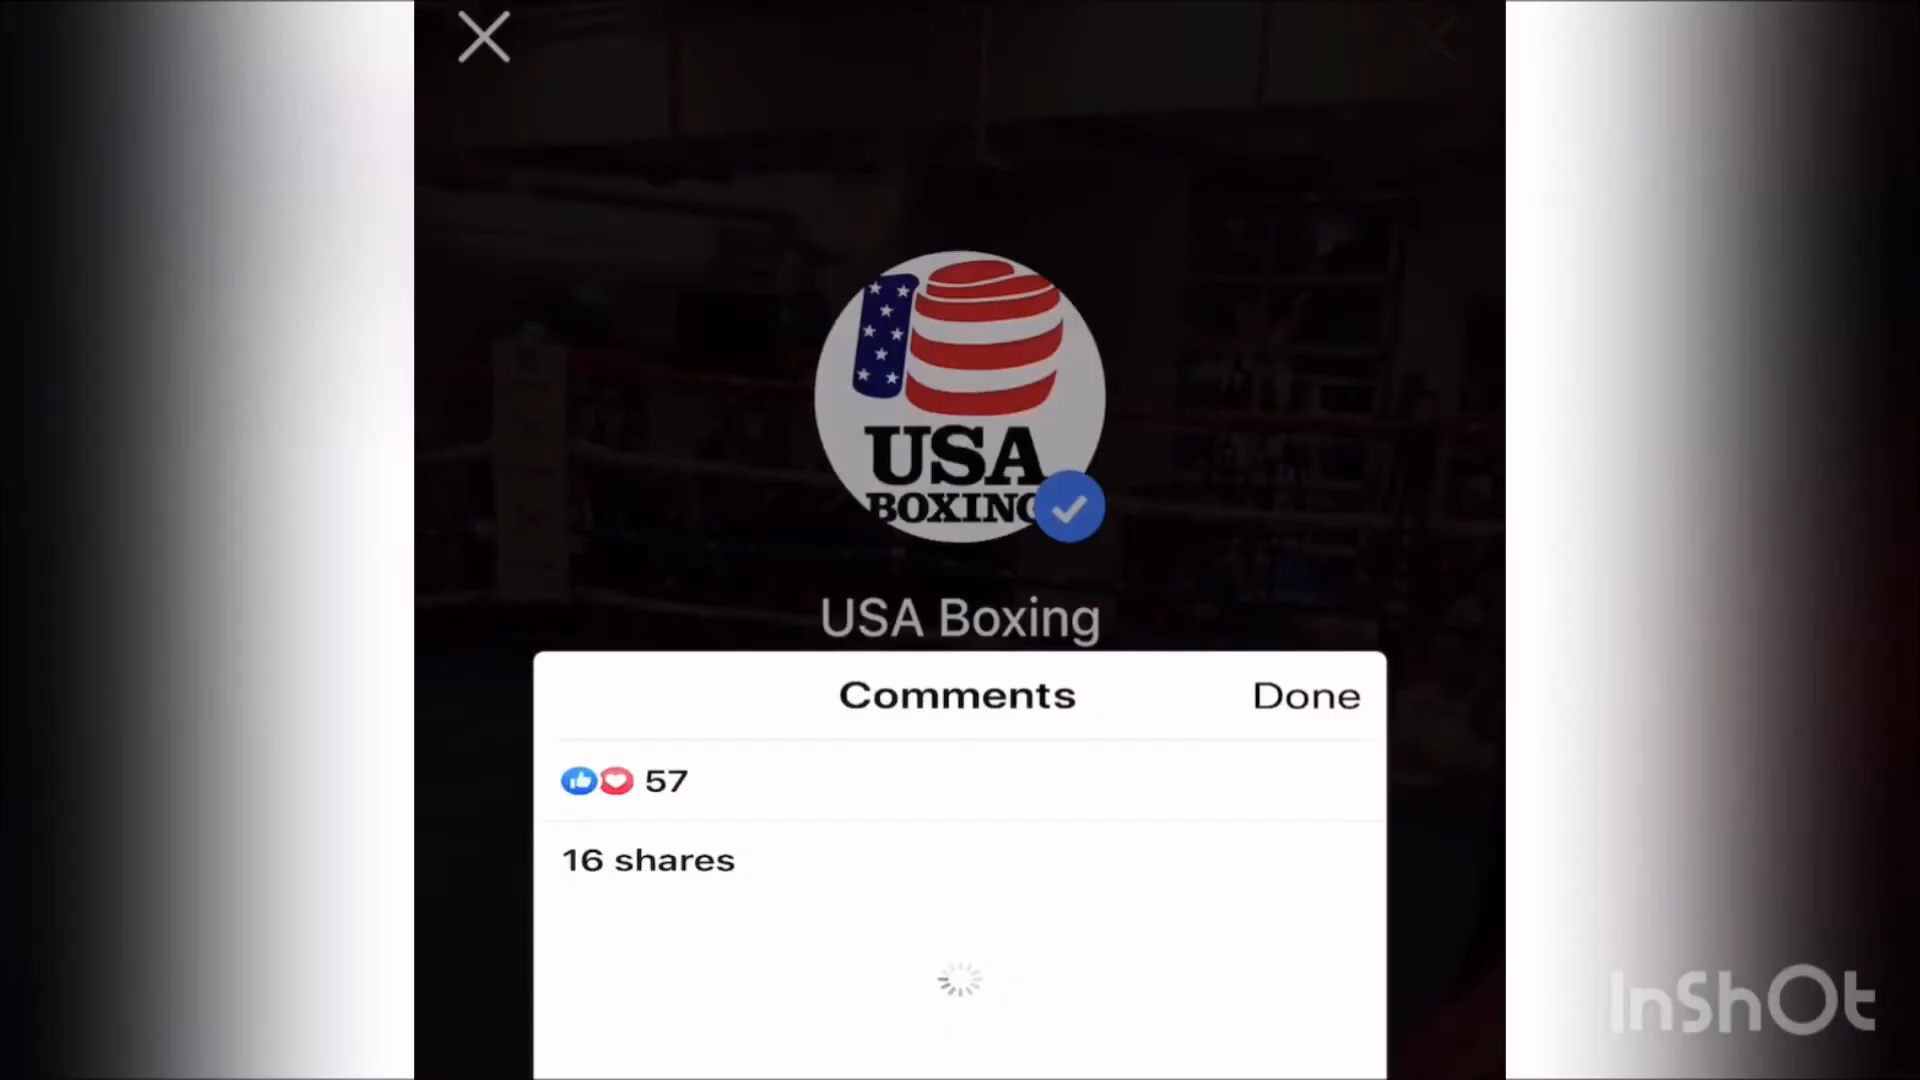 USA
BOXING
USA Boxing
Comments
Done
57
16 shares
InShOt